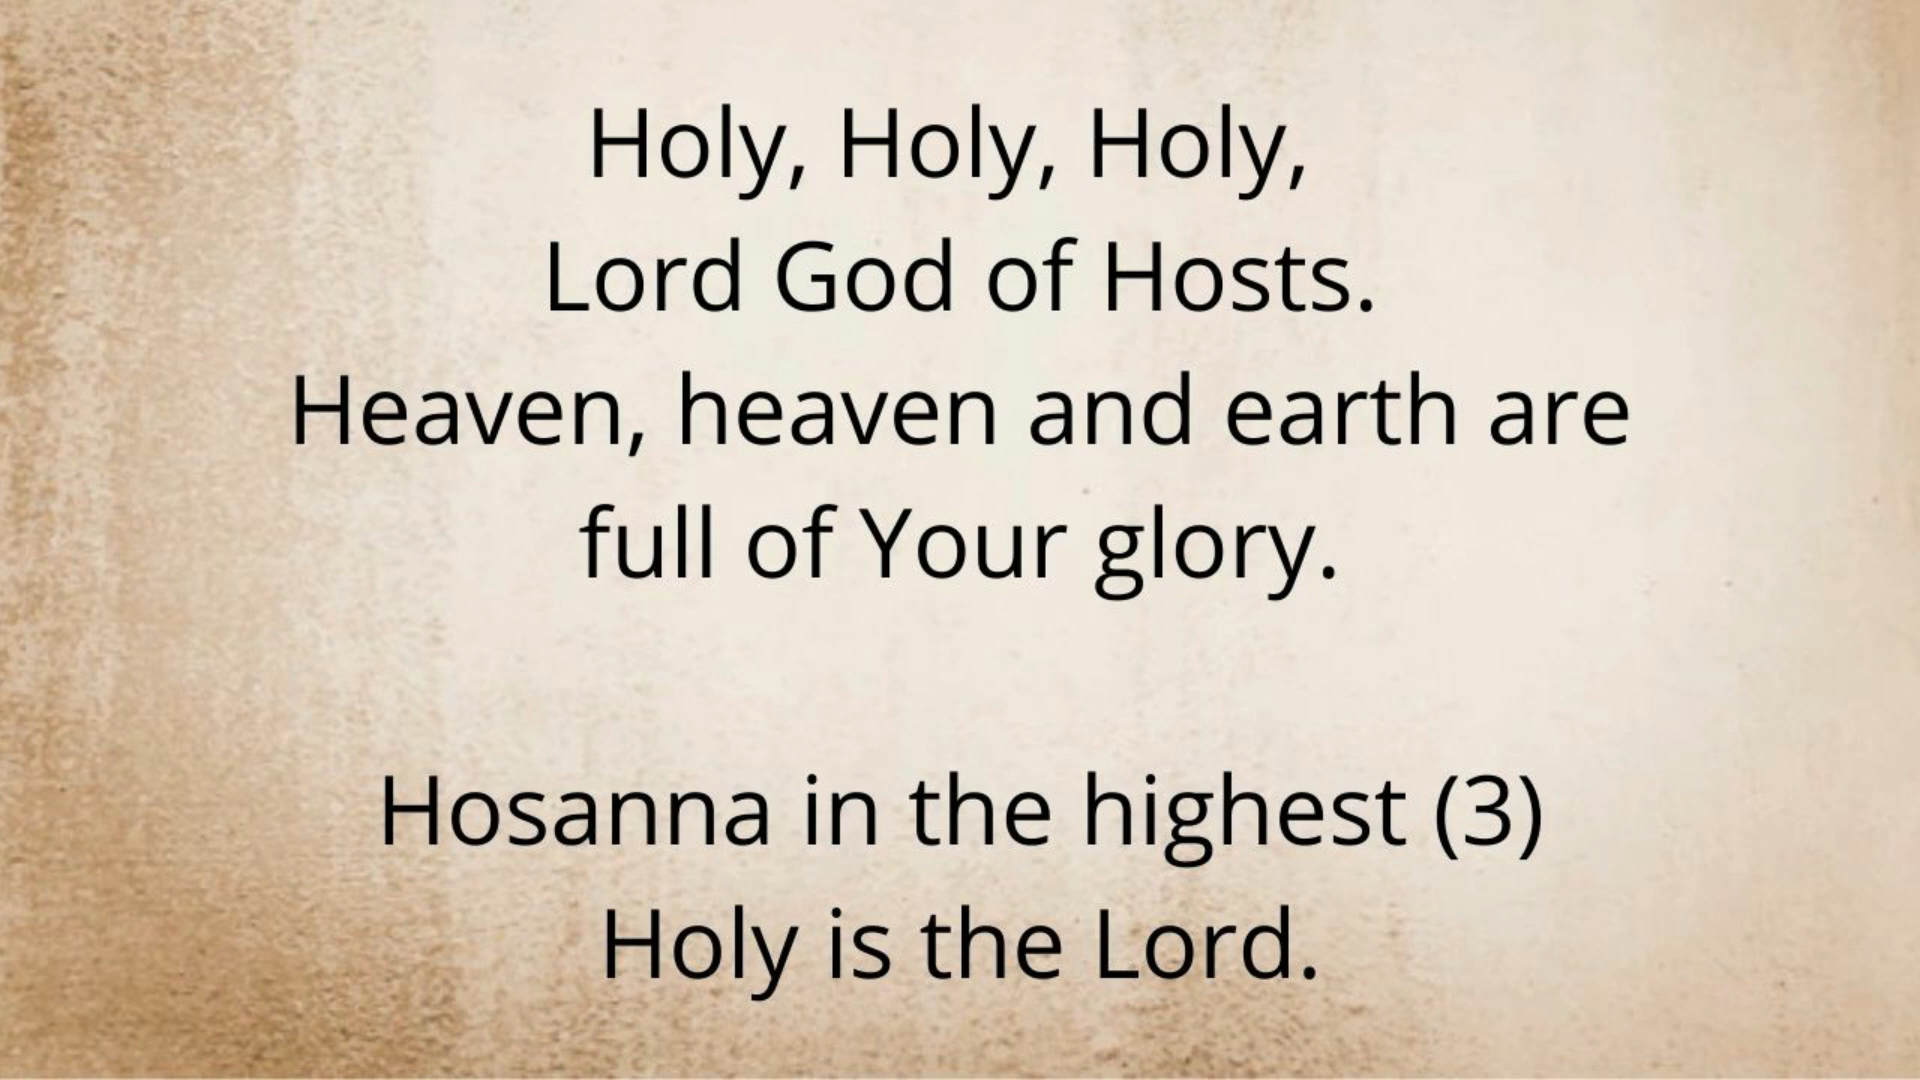 Holy, Holy, Holy,
Lord God of Hosts.
Heaven, heaven and earth are
full of Your glory.
Hosanna in the highest (3)
Holy is the Lord.